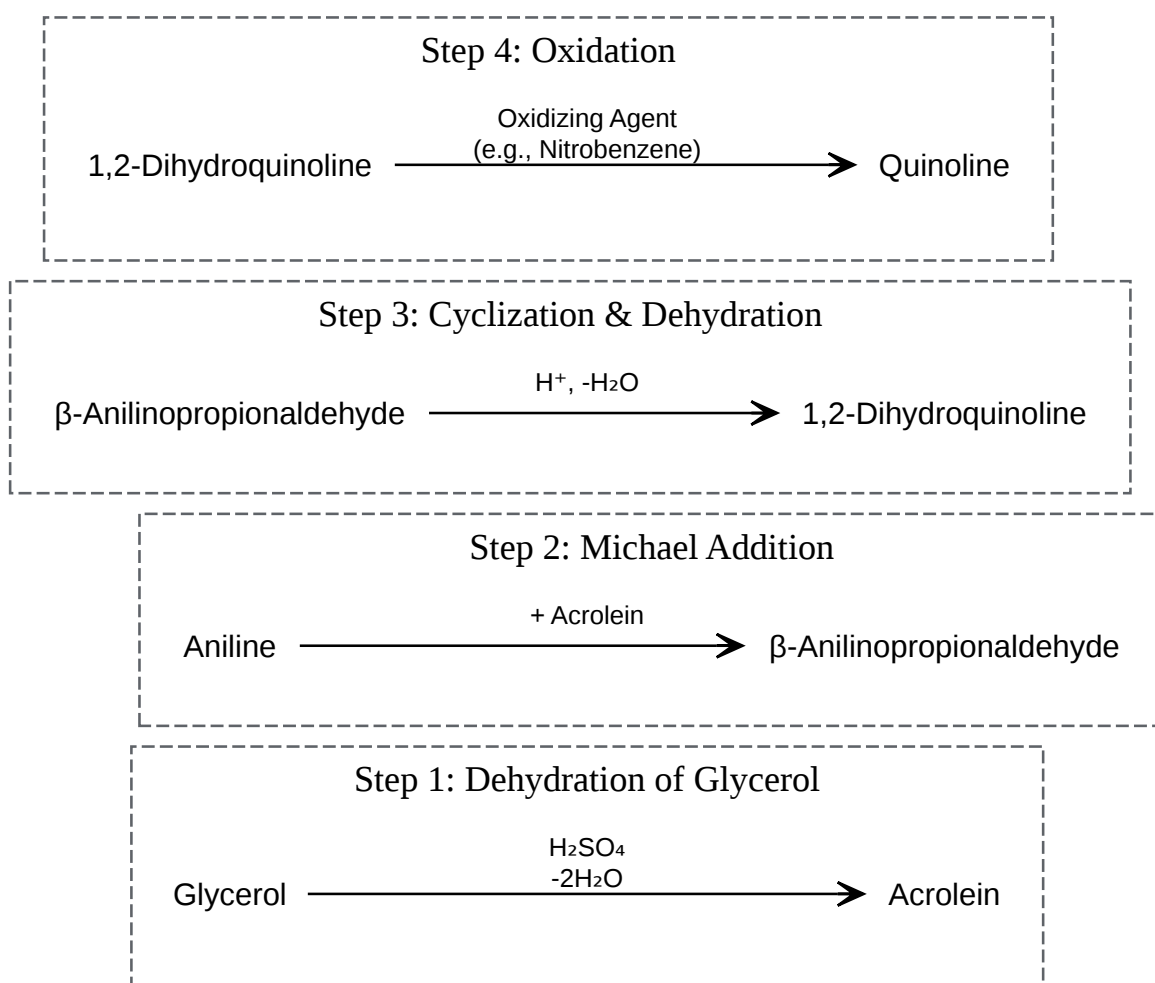 Step 4: Oxidation
Oxidizing Agent
(e.g., Nitrobenzene)
1,2-Dihydroquinoline
Quinoline
Step 3: Cyclization & Dehydration
H⁺, -H₂O
β-Anilinopropionaldehyde
1,2-Dihydroquinoline
Step 2: Michael Addition
+ Acrolein
Aniline
β-Anilinopropionaldehyde
Step 1: Dehydration of Glycerol
H₂SO₄
-2H₂O
Glycerol
Acrolein